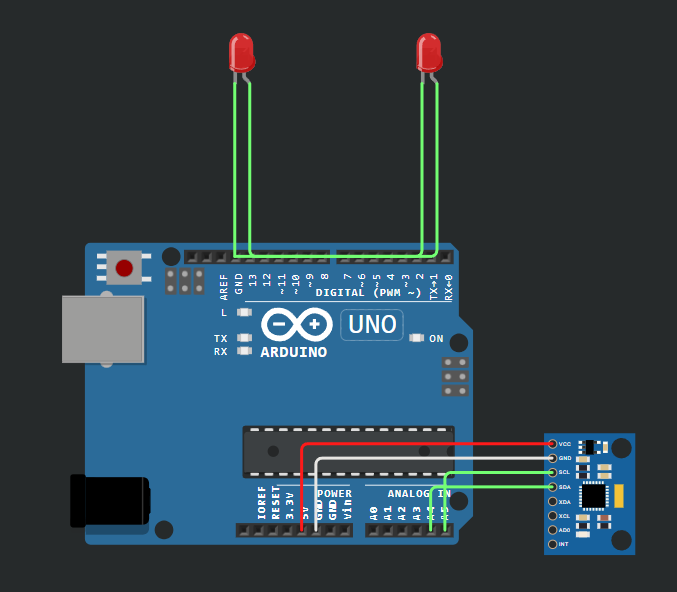 AREF
GND
13
12
~11
~10
~9
8
7
~6
~5
4
~3
2
TX→1
RX←0
DIGITAL (PWM ~)
L
UNO
TX
ON
RX
ARDUINO
VCC
GND
SCL
SDA
XDA
XCL
AD0
INT
IOREF
RESET
3.3V
5V
GND
GND
Vin
POWER
ANALOG IN
A0
A1
A2
A3
A4
A5